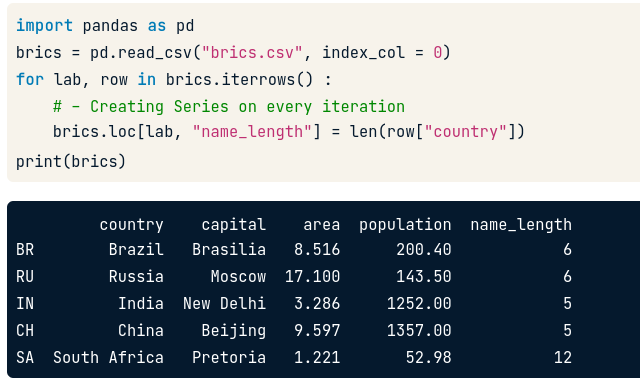 import pandas as pd
brics = pd.read_csv("brics.csv", index_col = 0)
for lab, row in brics.iterrows() :
    # - Creating Series on every iteration
    brics.loc[lab, "name_length"] = len(row["country"])
print(brics)
         country    capital    area  population  name_length
BR        Brazil   Brasilia   8.516      200.40            6
RU        Russia     Moscow  17.100      143.50            6
IN         India  New Delhi   3.286     1252.00            5
CH         China    Beijing   9.597     1357.00            5
SA  South Africa   Pretoria   1.221       52.98           12